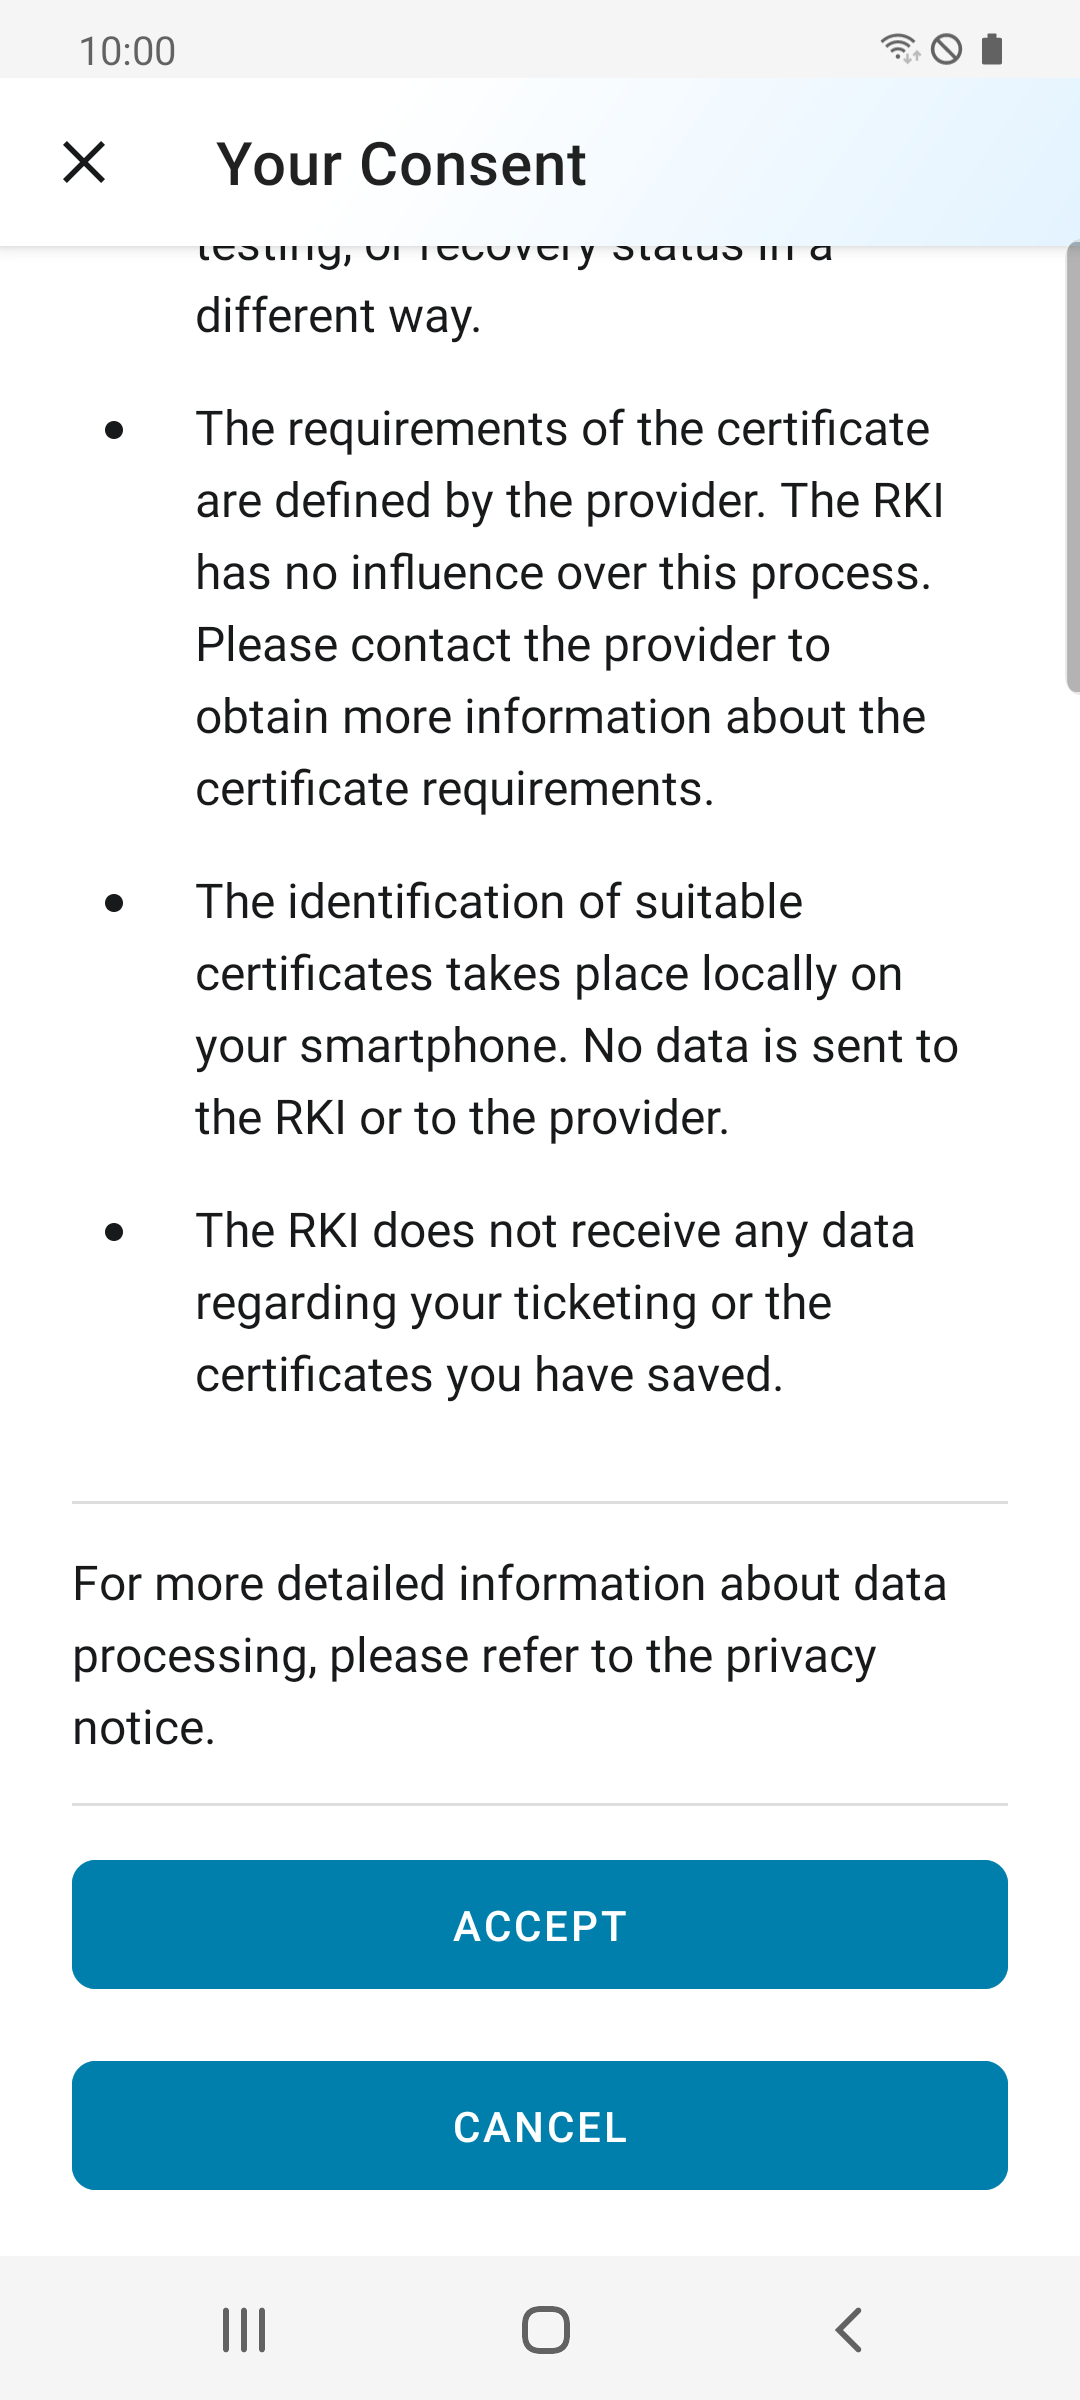 10:00
Your Consent
testing, or recovery status in a
different way.
The requirements of the certificate
are defined by the provider. The RKI
has no influence over this process.
Please contact the provider to
obtain more information about the
certificate requirements.
The identification of suitable
certificates takes place locally on
your smartphone. No data is sent to
the RKI or to the provider.
The RKI does not receive any data
regarding your ticketing or the
certificates you have saved.
For more detailed information about data
processing, please refer to the privacy
notice.
ACCEPT
CANCEL